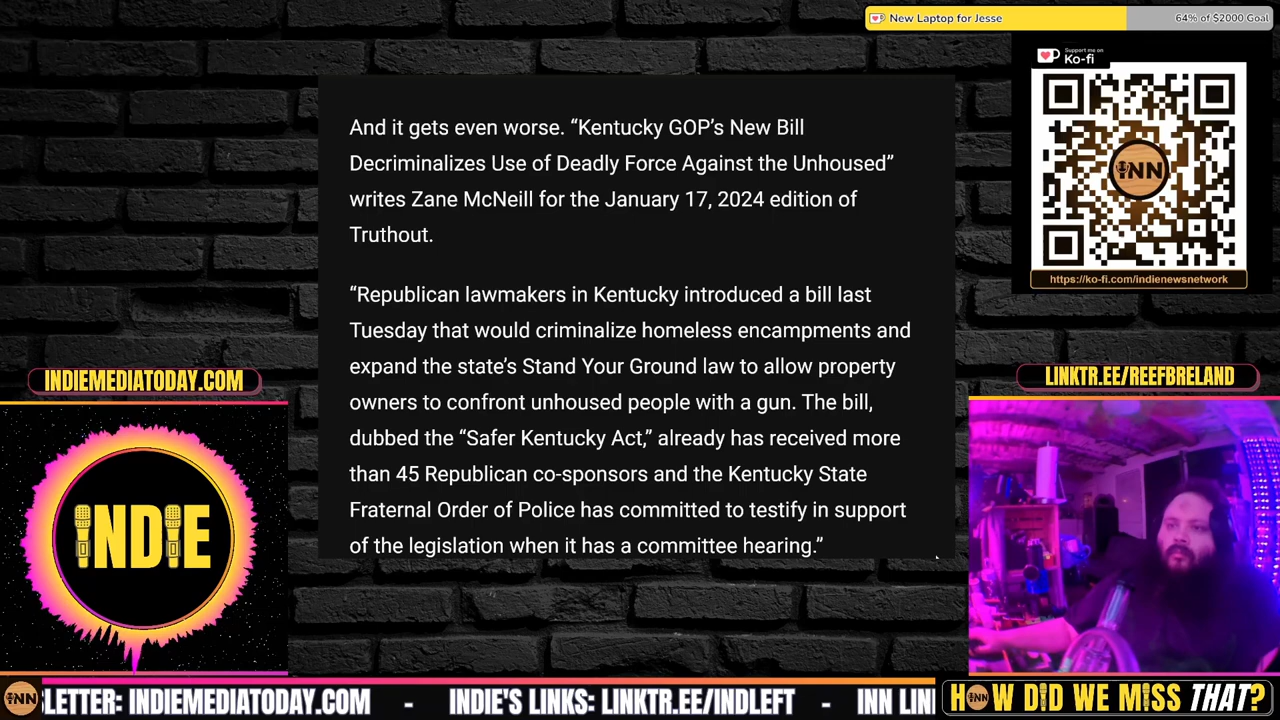 New Laptop for Jesse
64% of $2000 Goal
Support me on
Ko-fi
iNN
https://ko-fi.com/indienewsnetwork
And it gets even worse. “Kentucky GOP’s New Bill
Decriminalizes Use of Deadly Force Against the Unhoused”
writes Zane McNeill for the January 17, 2024 edition of
Truthout.
“Republican lawmakers in Kentucky introduced a bill last
Tuesday that would criminalize homeless encampments and
expand the state’s Stand Your Ground law to allow property
owners to confront unhoused people with a gun. The bill,
dubbed the “Safer Kentucky Act,” already has received more
than 45 Republican co-sponsors and the Kentucky State
Fraternal Order of Police has committed to testify in support
of the legislation when it has a committee hearing.”
INDIEMEDIATODAY.COM
INDIE
LINKTR.EE/REEFBRELAND
iNN
SLETTER: INDIEMEDIATODAY.COM - INDIE'S LINKS: LINKTR.EE/INDLEFT - INN LIN
HOW DID WE MISS THAT?